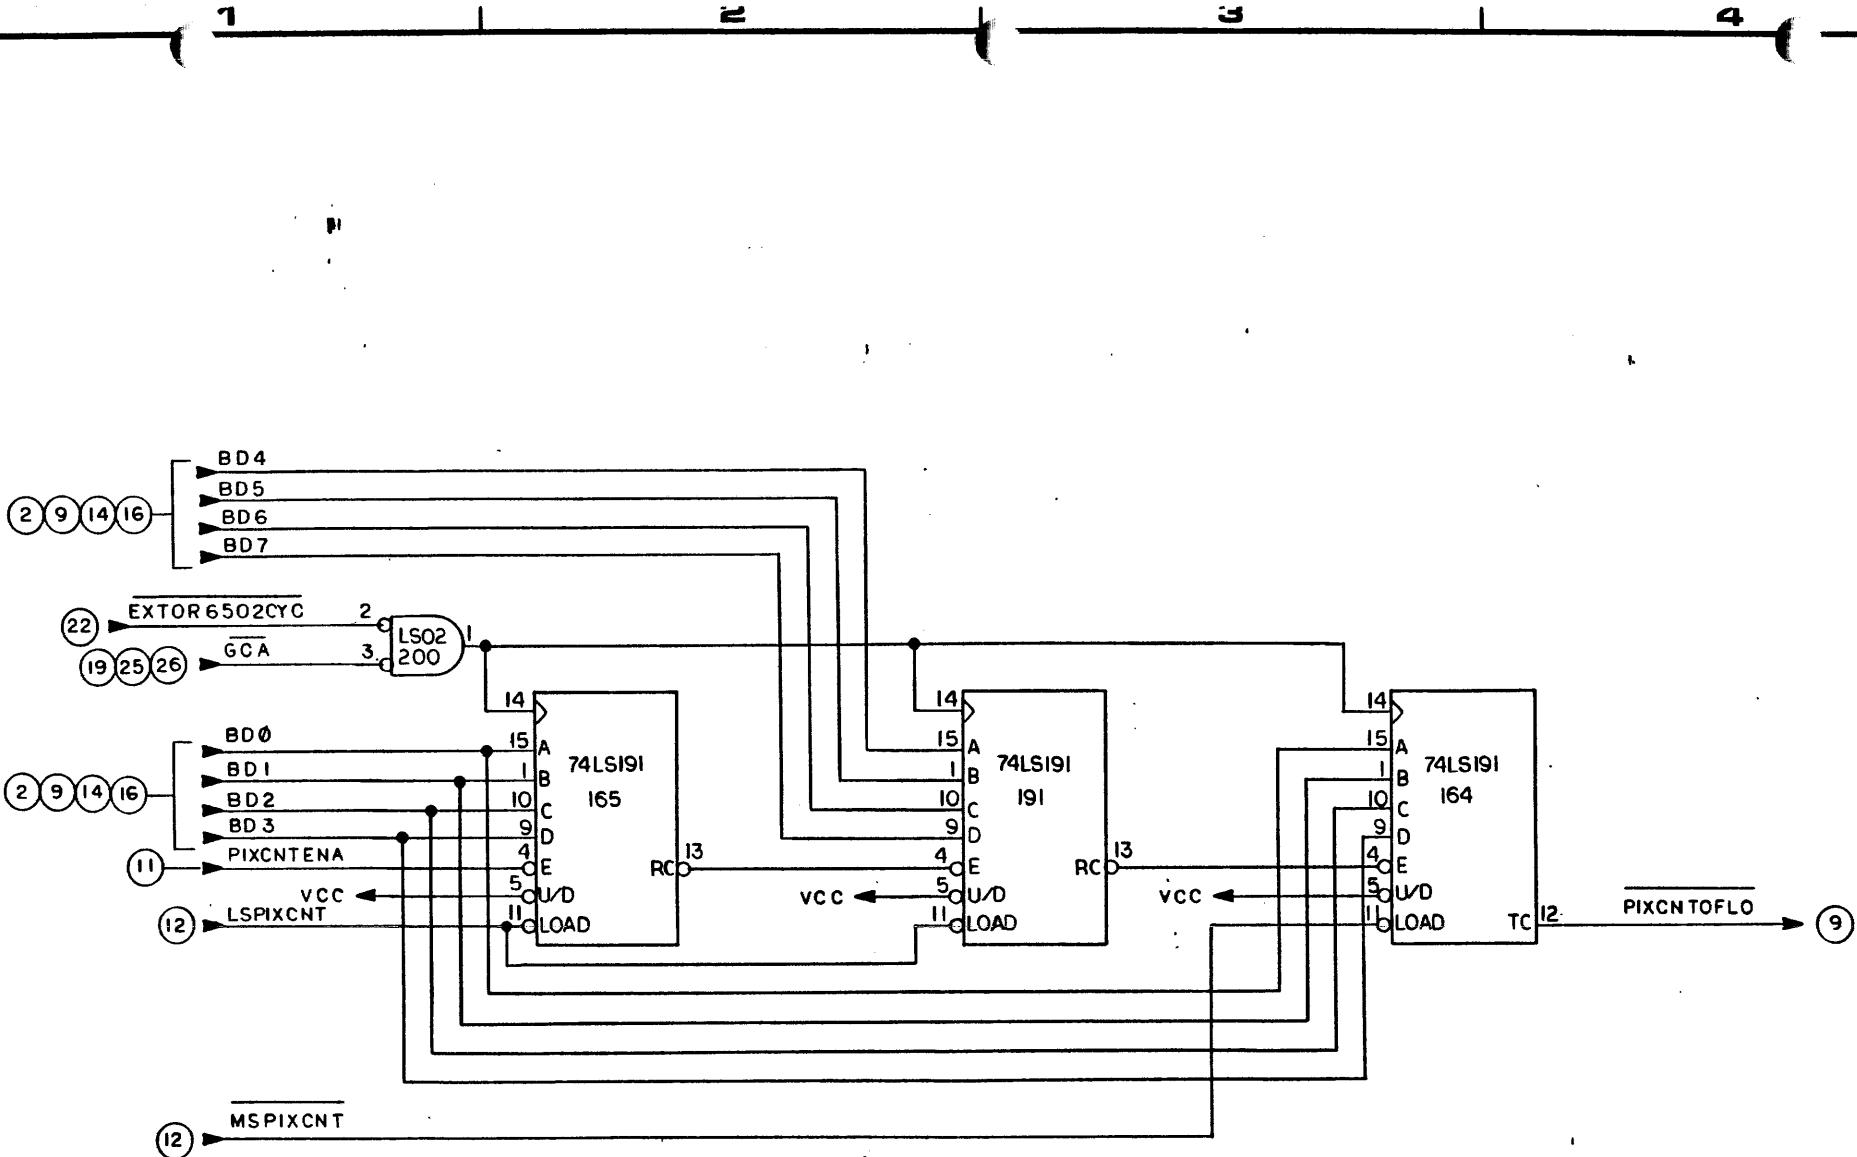 1 2 3 4
BD4
BD5
2 9 14 16
BD6
BD7
EXTOR6502CYC 2
22
LS02 1
200
GCA 3
19 25 26
14 14 14
BDØ 15 A 15 A 15 A
74LS191 74LS191 74LS191
BD1 1 B 1 B 1 B
2 9 14 16
165 191 164
BD2 10 C 10 C 10 C
BD3 9 D 9 D 9 D
PIXCNTENA 4 E RC 13 4 E RC 13 4 E
11
VCC 5 U/D VCC 5 U/D VCC 5 U/D
LSPIXCNT 11 LOAD 11 LOAD 11 LOAD TC 12 PIXCNTOFLO
12 9
MSPIXCNT
12